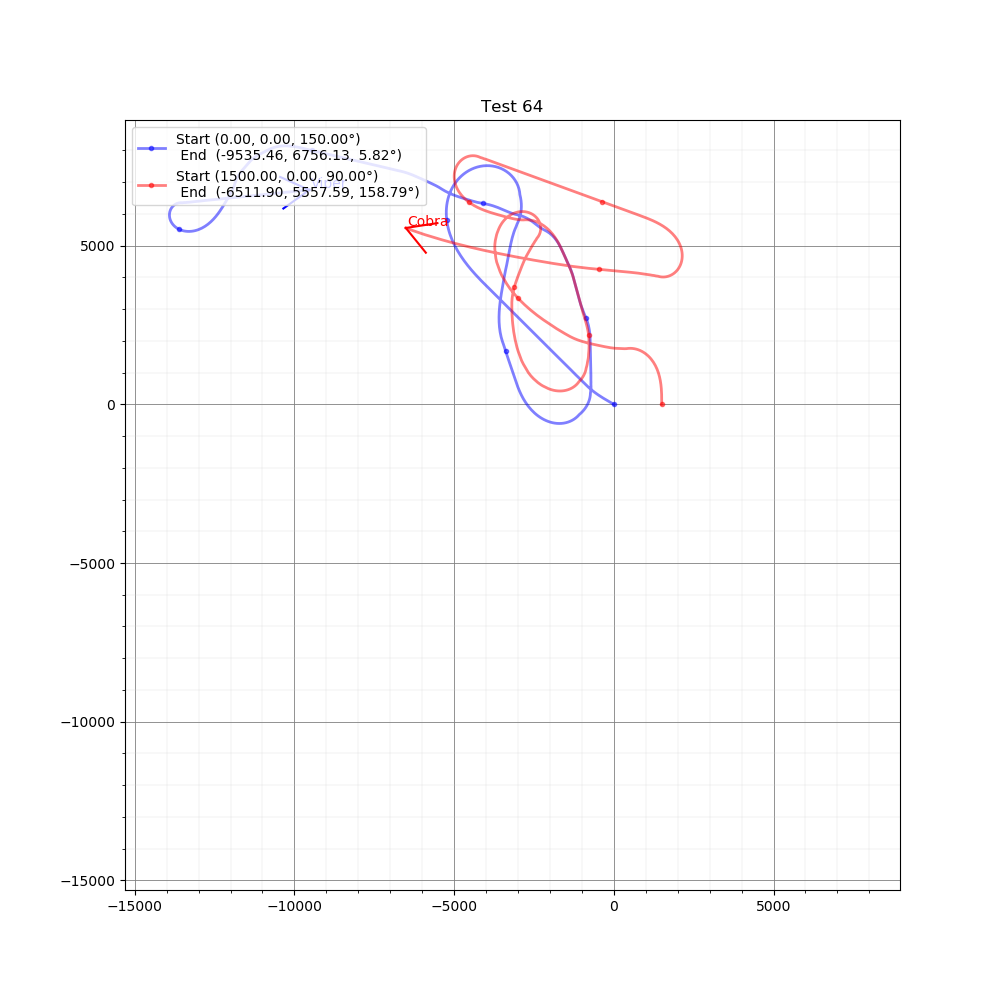 Test 64
Start (0.00, 0.00, 150.00°)
End (-9535.46, 6756.13, 5.82°)
Start (1500.00, 0.00, 90.00°)
End (-6511.90, 5557.59, 158.79°)
Cobra
5000
0
−5000
−10000
−15000
−15000
−10000
−5000
0
5000